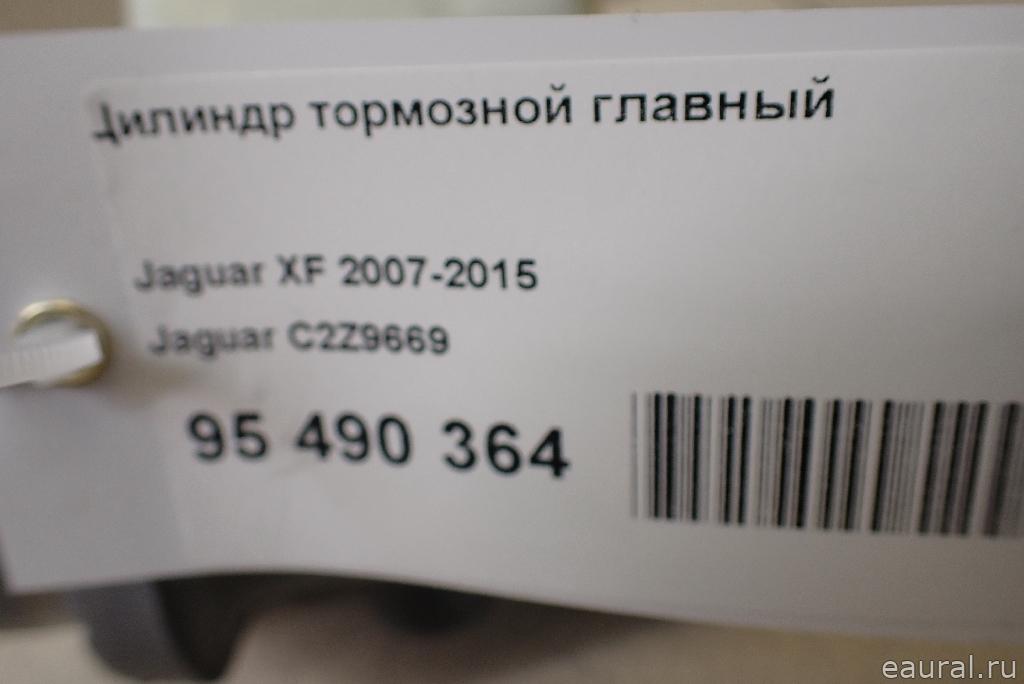 Цилиндр тормозной главный
Jaguar XF 2007-2015
Jaguar C2Z9669
95 490 364
eaural.ru